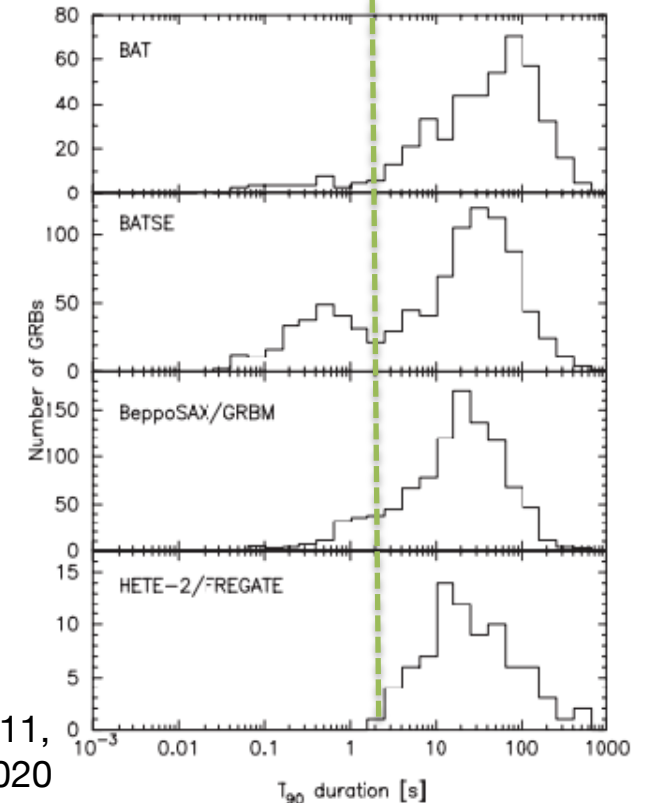 80
60
40
20
0
BAT
100
50
0
BATSE
Number of GRBs
150
100
50
0
BeppoSAX/GRBM
15
10
5
0
HETE-2/FREGATE
11,
020
10⁻³ 0.01 0.1 1 10 100 1000
T₉₀ duration [s]